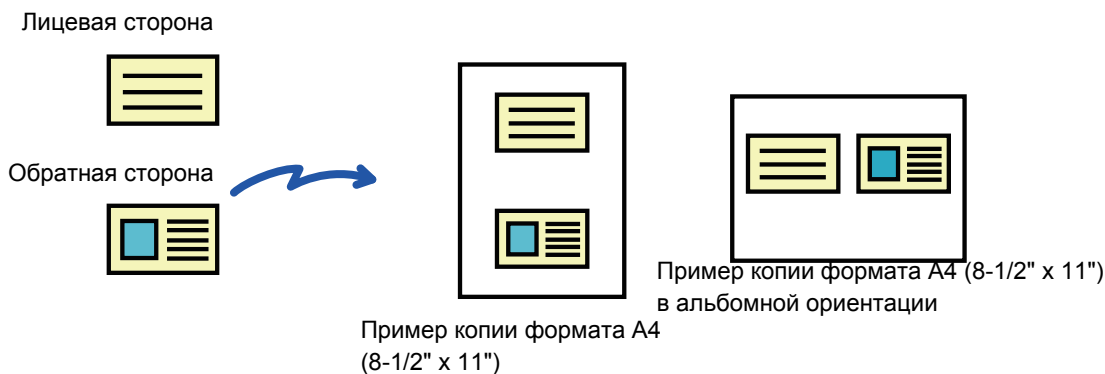 Лицевая сторона
Обратная сторона
Пример копии формата A4
(8-1/2" x 11")
Пример копии формата A4 (8-1/2" x 11")
в альбомной ориентации